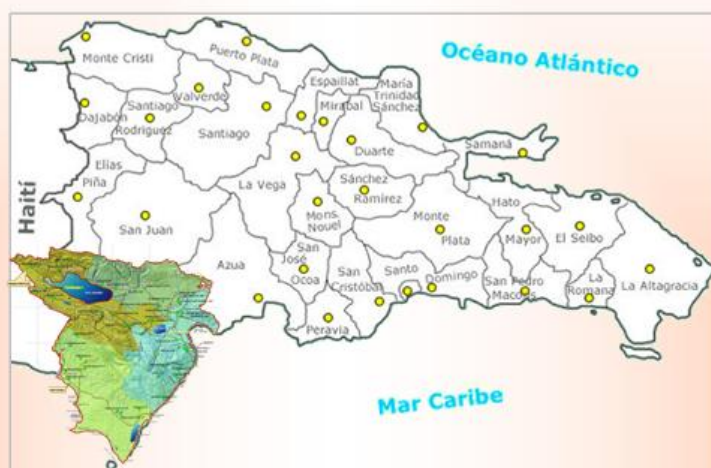 Océano Atlántico
Monte Cristi
Puerto Plata
Espaillat
María
Trinidad
Sánchez
Valverde
Mirabal
Dajabón
Santiago
Rodríguez
Santiago
Duarte
Samaná
Elías
Piña
La Vega
Sánchez
Ramírez
Hato
Mayor
Haití
San Juan
Mons.
Nouel
Monte
Plata
El Seibo
Azua
San
José
Ocoa
San
Cristóbal
Santo
Domingo
San Pedro
Macorís
La
Romana
La Altagracia
Peravia
Mar Caribe